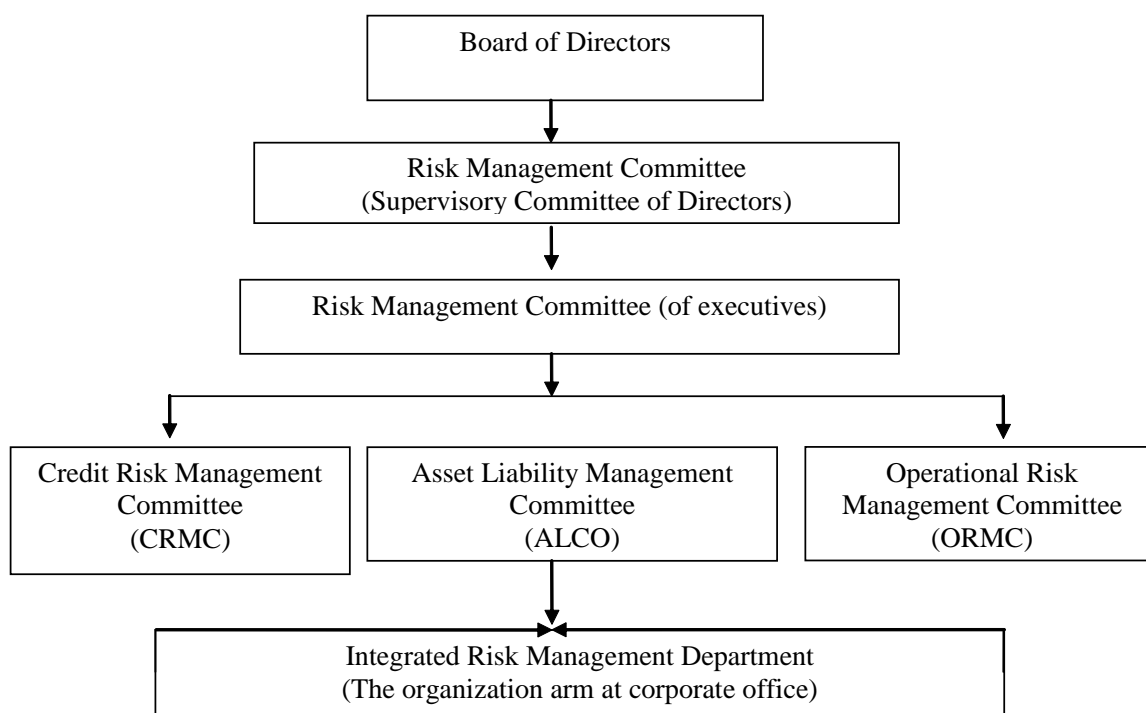 Board of Directors
Risk Management Committee
(Supervisory Committee of Directors)
Risk Management Committee (of executives)
Credit Risk Management
Committee
(CRMC)
Asset Liability Management
Committee
(ALCO)
Operational Risk
Management Committee
(ORMC)
Integrated Risk Management Department
(The organization arm at corporate office)